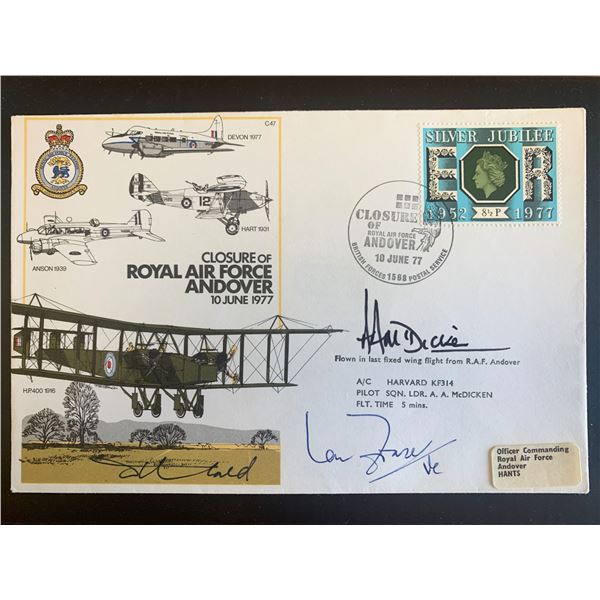 C47
DEVON 1977
12
HART 1931
ANSON 1939
CLOSURE OF
ROYAL AIR FORCE
ANDOVER
10 JUNE 1977
H.P.400 1916
SILVER JUBILEE
E R
1952 8½P 1977
CLOSURE
OF
ROYAL AIR FORCE
ANDOVER
10 JUNE 77
BRITISH FORCES 1568 POSTAL SERVICE
Flown in last fixed wing flight from R.A.F. Andover
A/C HARVARD KF314
PILOT SQN. LDR. A. A. McDICKEN
FLT. TIME 5 mins.
Officer Commanding
Royal Air Force
Andover
HANTS